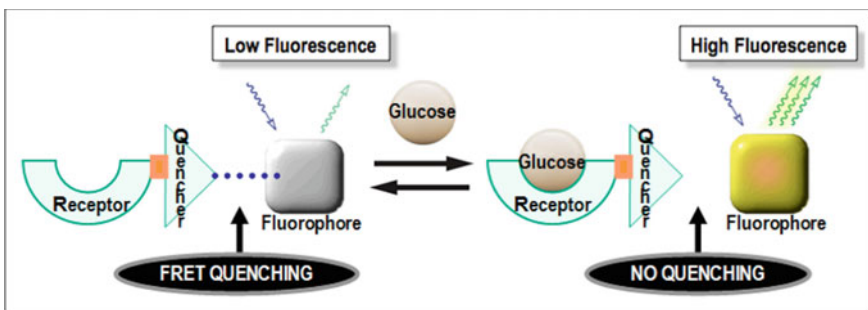 Low Fluorescence
High Fluorescence
Glucose
Quencher
Glucose
Quencher
Receptor
Fluorophore
Receptor
Fluorophore
FRET QUENCHING
NO QUENCHING